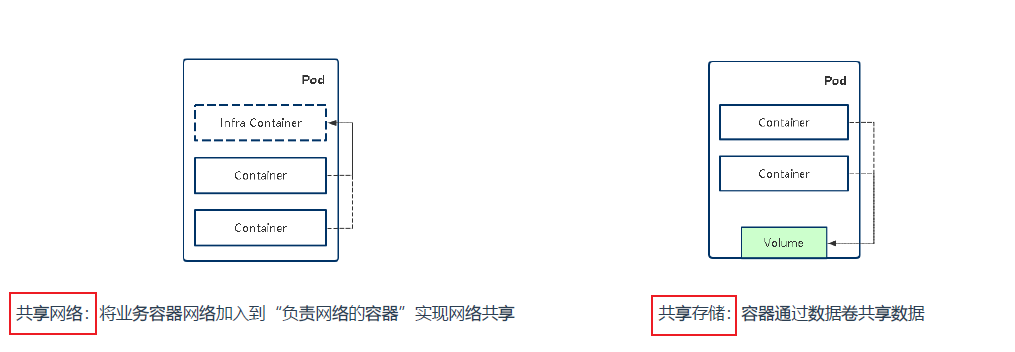 Pod
Infra Container
Container
Container
共享网络：将业务容器网络加入到“负责网络的容器”实现网络共享
Pod
Container
Container
Volume
共享存储：容器通过数据卷共享数据